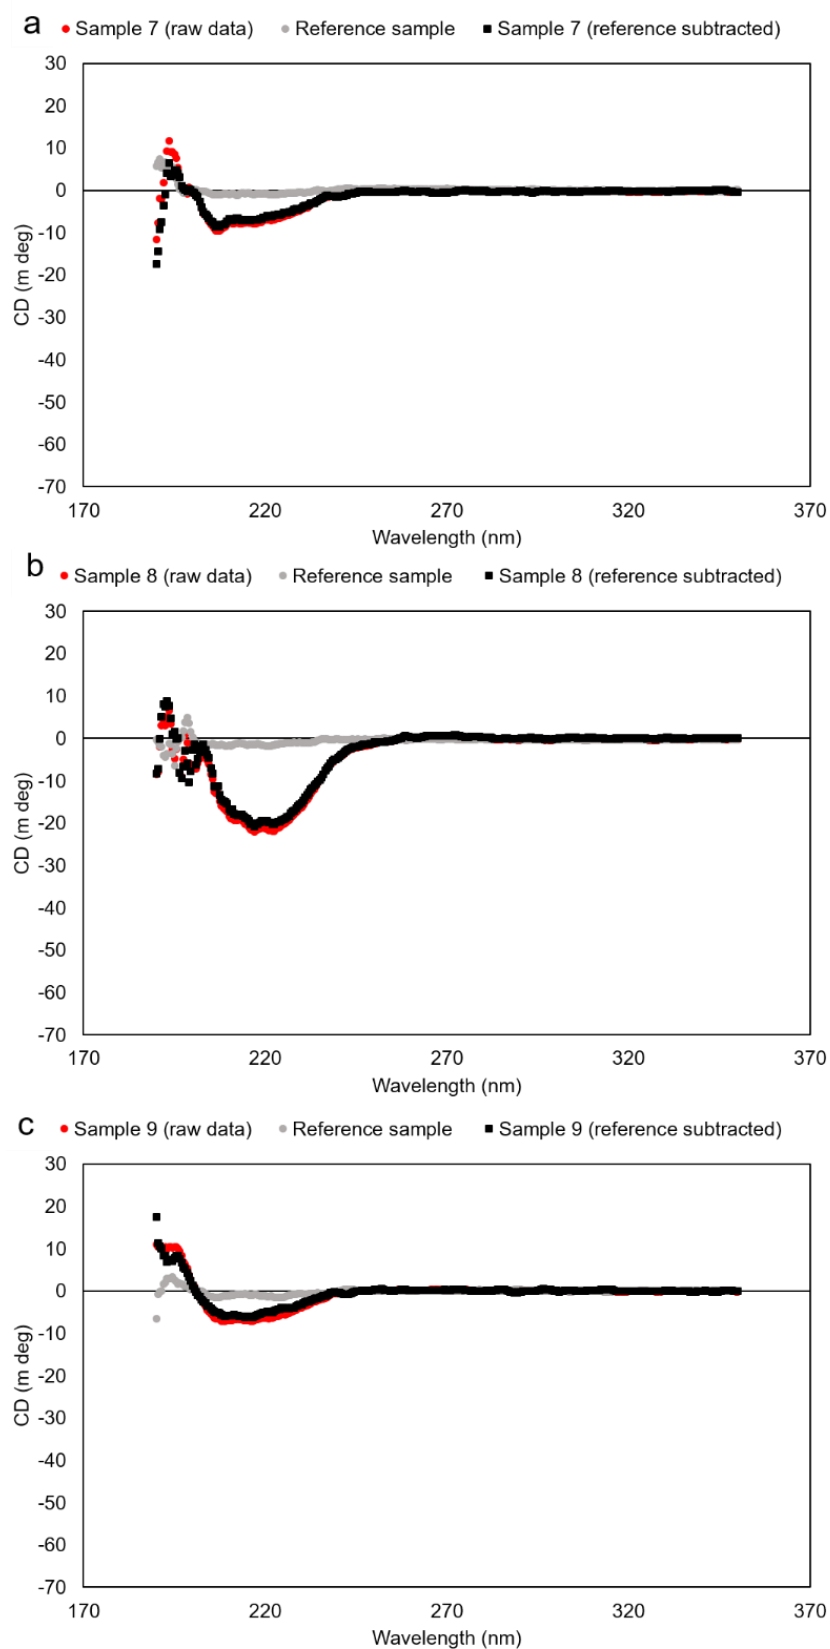 a
Sample 7 (raw data) Reference sample Sample 7 (reference subtracted)
30
20
10
0
-10
-20
-30
-40
-50
-60
-70
CD (m deg)
170 220 270 320 370
Wavelength (nm)
b
Sample 8 (raw data) Reference sample Sample 8 (reference subtracted)
30
20
10
0
-10
-20
-30
-40
-50
-60
-70
CD (m deg)
170 220 270 320 370
Wavelength (nm)
c
Sample 9 (raw data) Reference sample Sample 9 (reference subtracted)
30
20
10
0
-10
-20
-30
-40
-50
-60
-70
CD (m deg)
170 220 270 320 370
Wavelength (nm)